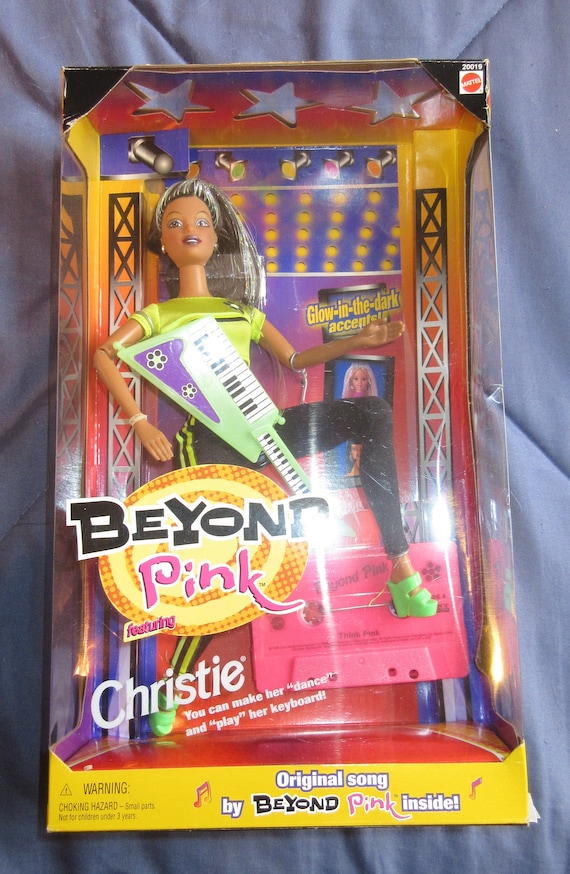 20019
MATTEL
Glow-in-the-dark
accents!
BEYOND
Pink™
featuring
Beyond Pink
Think Pink
Christie®
You can make her "dance"
and "play" her keyboard!
⚠ WARNING:
CHOKING HAZARD – Small parts.
Not for children under 3 years.
Original song
by BEYOND Pink™ inside!